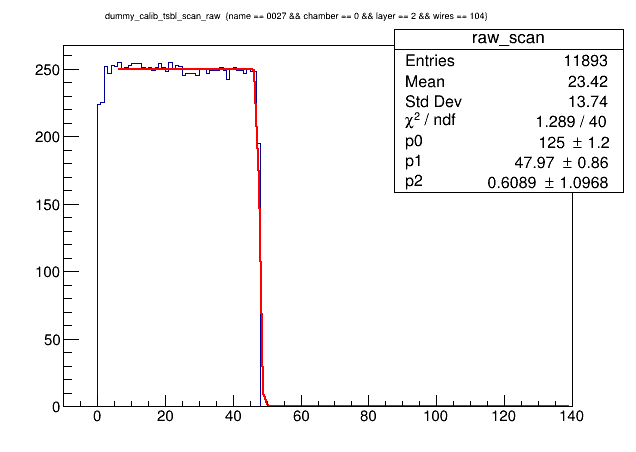 dummy_calib_tsbl_scan_raw {name == 0027 && chamber == 0 && layer == 2 && wires == 104}
raw_scan
Entries 11893
Mean 23.42
Std Dev 13.74
χ² / ndf 1.289 / 40
p0 125 ± 1.2
p1 47.97 ± 0.86
p2 0.6089 ± 1.0968
250
200
150
100
50
0
0 20 40 60 80 100 120 140